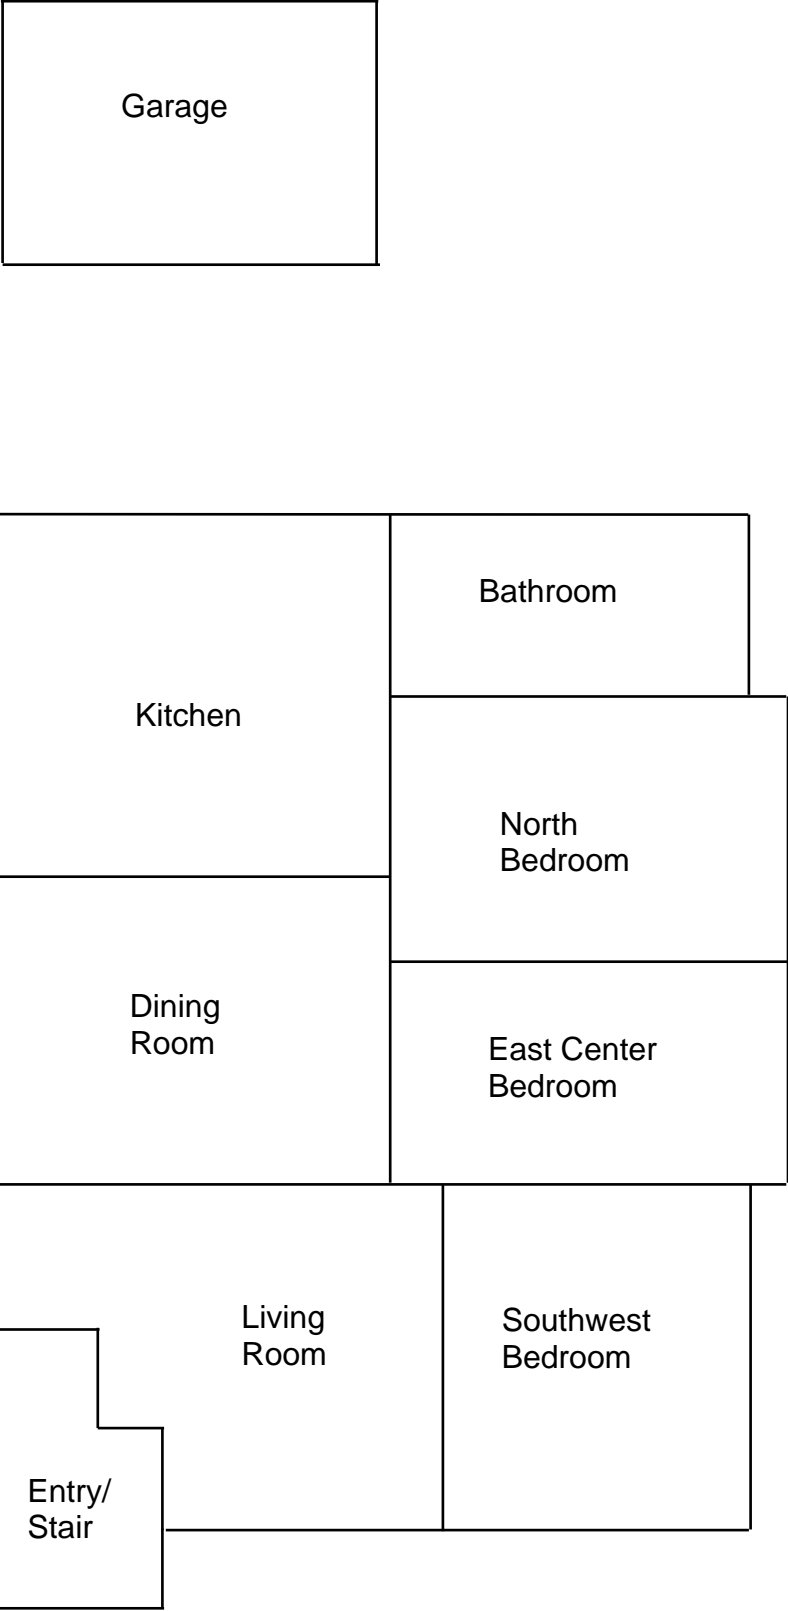 Garage
Bathroom
Kitchen
North
Bedroom
Dining
Room
East Center
Bedroom
Living
Room
Southwest
Bedroom
Entry/
Stair